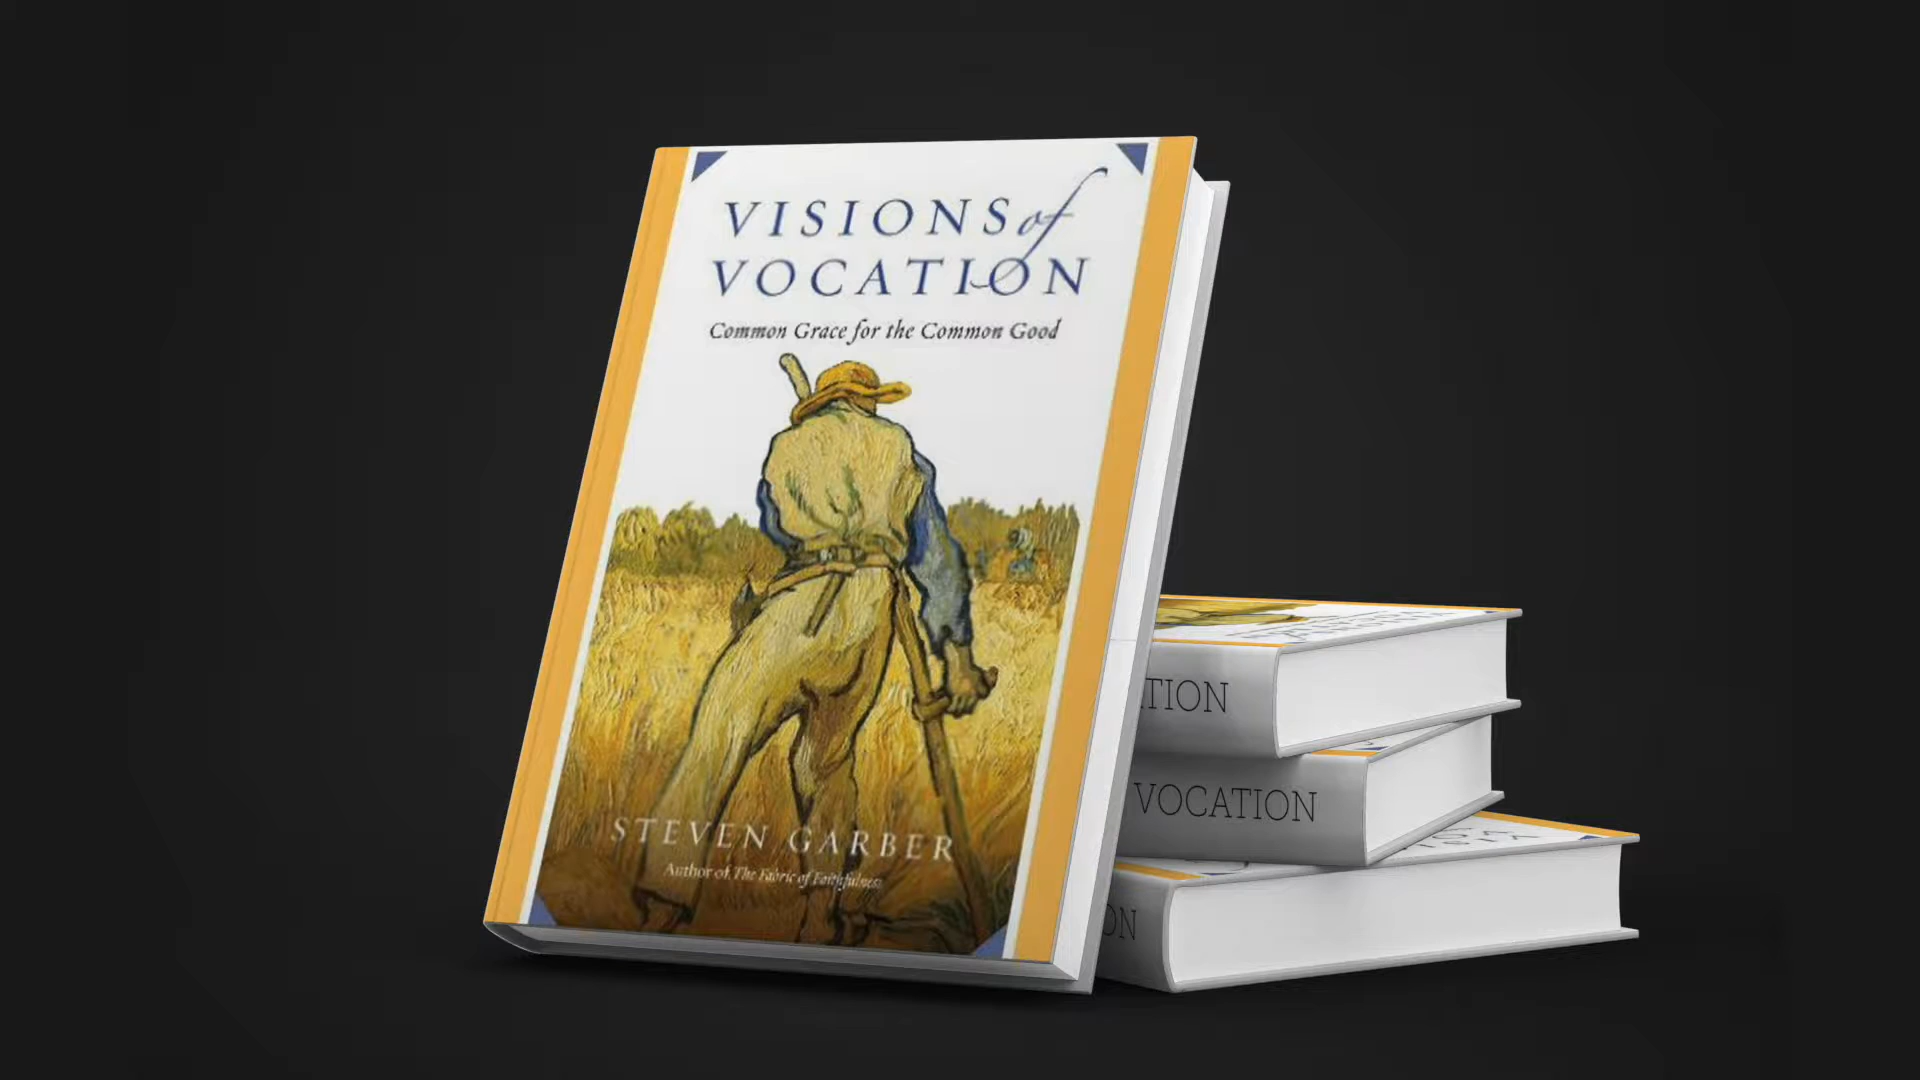 VISIONS of
VOCATION
Common Grace for the Common Good
STEVEN GARBER
Author of The Fabric of Faithfulness
TION
VOCATION
ON